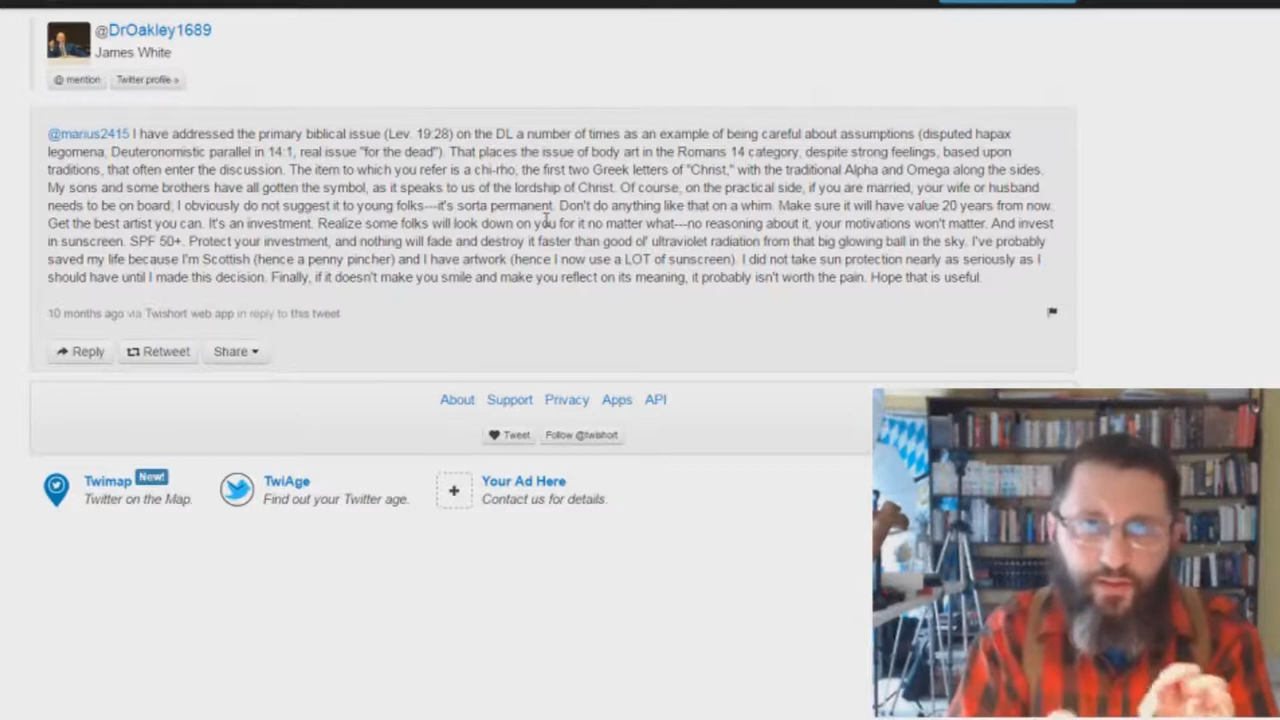 @DrOakley1689
James White
@ mention Twitter profile »
@marius2415 I have addressed the primary biblical issue (Lev. 19:28) on the DL a number of times as an example of being careful about assumptions (disputed hapax
legomena, Deuteronomistic parallel in 14:1, real issue "for the dead"). That places the issue of body art in the Romans 14 category, despite strong feelings, based upon
traditions, that often enter the discussion. The item to which you refer is a chi-rho, the first two Greek letters of "Christ," with the traditional Alpha and Omega along the sides.
My sons and some brothers have all gotten the symbol, as it speaks to us of the lordship of Christ. Of course, on the practical side, if you are married, your wife or husband
needs to be on board; I obviously do not suggest it to young folks---it's sorta permanent. Don't do anything like that on a whim. Make sure it will have value 20 years from now.
Get the best artist you can. It's an investment. Realize some folks will look down on you for it no matter what---no reasoning about it, your motivations won't matter. And invest
in sunscreen. SPF 50+. Protect your investment, and nothing will fade and destroy it faster than good ol' ultraviolet radiation from that big glowing ball in the sky. I've probably
saved my life because I'm Scottish (hence a penny pincher) and I have artwork (hence I now use a LOT of sunscreen). I did not take sun protection nearly as seriously as I
should have until I made this decision. Finally, if it doesn't make you smile and make you reflect on its meaning, it probably isn't worth the pain. Hope that is useful.
10 months ago via Twishort web app in reply to this tweet
Reply Retweet Share
About Support Privacy Apps API
Tweet Follow @twishort
Twimap New!
Twitter on the Map.
TwiAge
Find out your Twitter age.
Your Ad Here
Contact us for details.